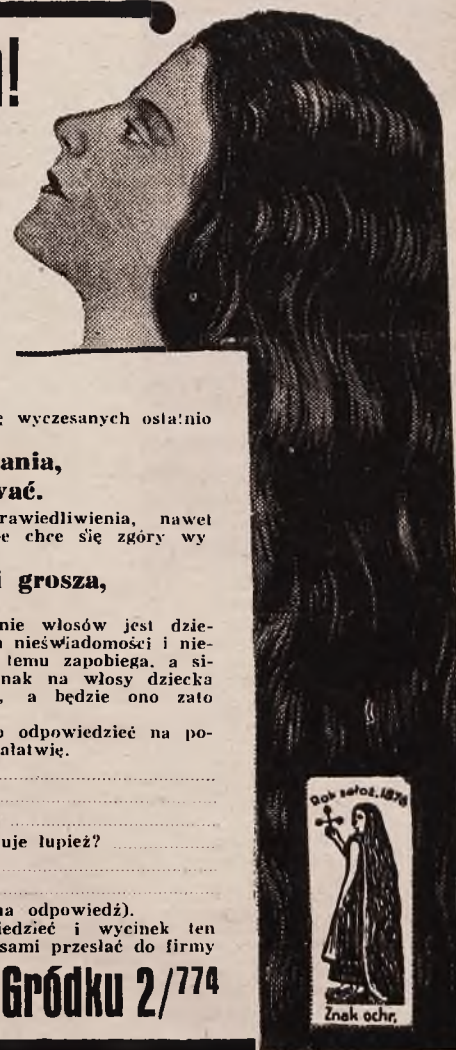 !
wyczesanych ostatnio
ania,
wać.
rawiedliwienia, nawet
e chce się zgóry wy
i grosza,
nie włosów jest dzie-
nieświadomości i nie-
temu zapobiega. a si-
nak na włosy dziecka
, a będzie ono zato
odpowiedzieć na po-
ałatwię.
uje łupież?
na odpowiedź).
iedzieć i wycinek ten
sami przesłać do firmy
Gródku 2/774
Rok założ. 1876
Znak ochr.